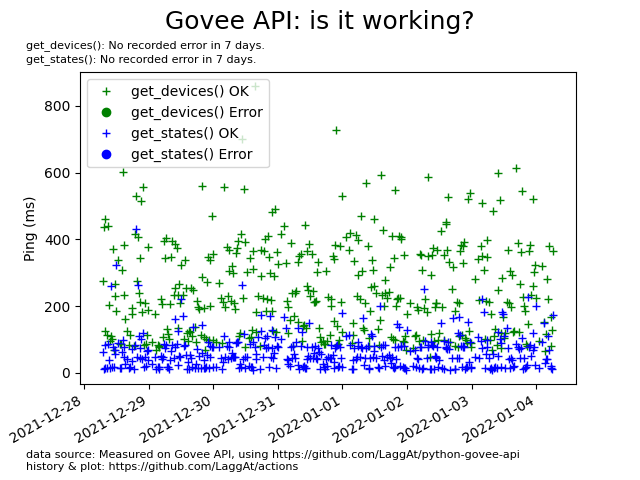 Govee API: is it working?
get_devices(): No recorded error in 7 days.
get_states(): No recorded error in 7 days.
get_devices() OK
get_devices() Error
get_states() OK
get_states() Error
Ping (ms)
800
600
400
200
0
2021-12-28
2021-12-29
2021-12-30
2021-12-31
2022-01-01
2022-01-02
2022-01-03
2022-01-04
data source: Measured on Govee API, using https://github.com/LaggAt/python-govee-api
history & plot: https://github.com/LaggAt/actions